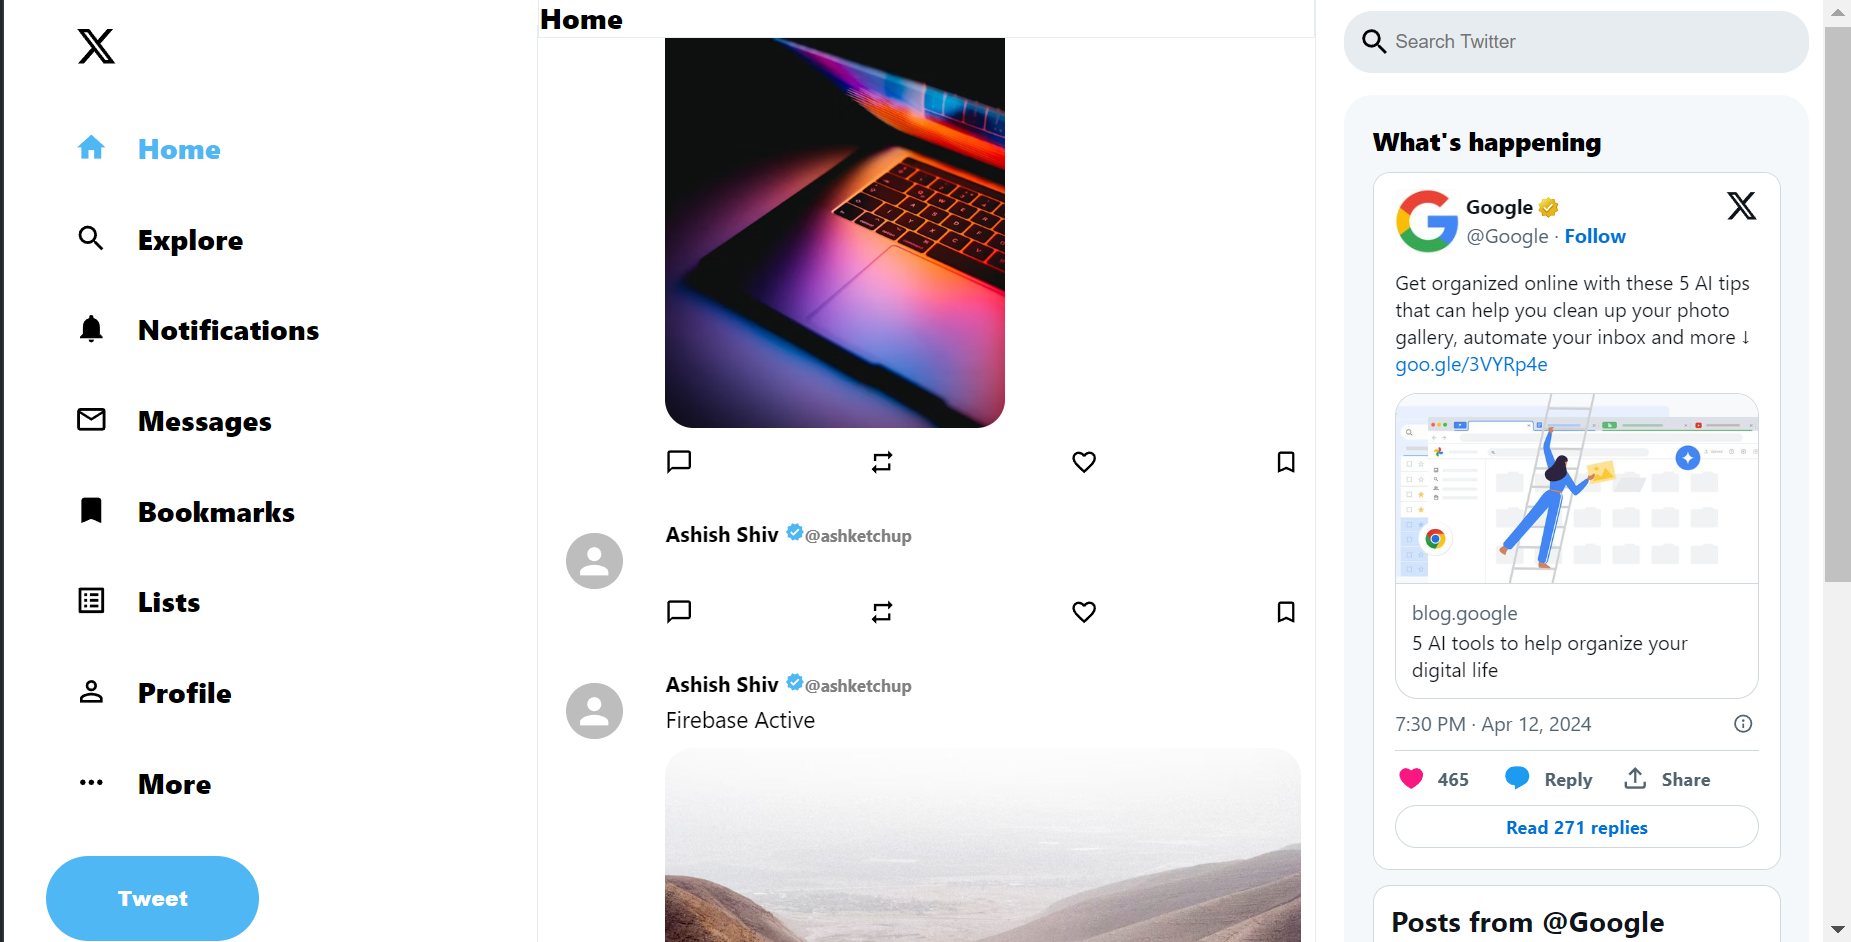 Home
Explore
Notifications
Messages
Bookmarks
Lists
Profile
More
Tweet
Home
Ashish Shiv @ashketchup
Ashish Shiv @ashketchup
Firebase Active
Search Twitter
What's happening
Google
@Google · Follow
Get organized online with these 5 AI tips
that can help you clean up your photo
gallery, automate your inbox and more ↓
goo.gle/3VYRp4e
blog.google
5 AI tools to help organize your
digital life
7:30 PM · Apr 12, 2024
465 Reply Share
Read 271 replies
Posts from @Google